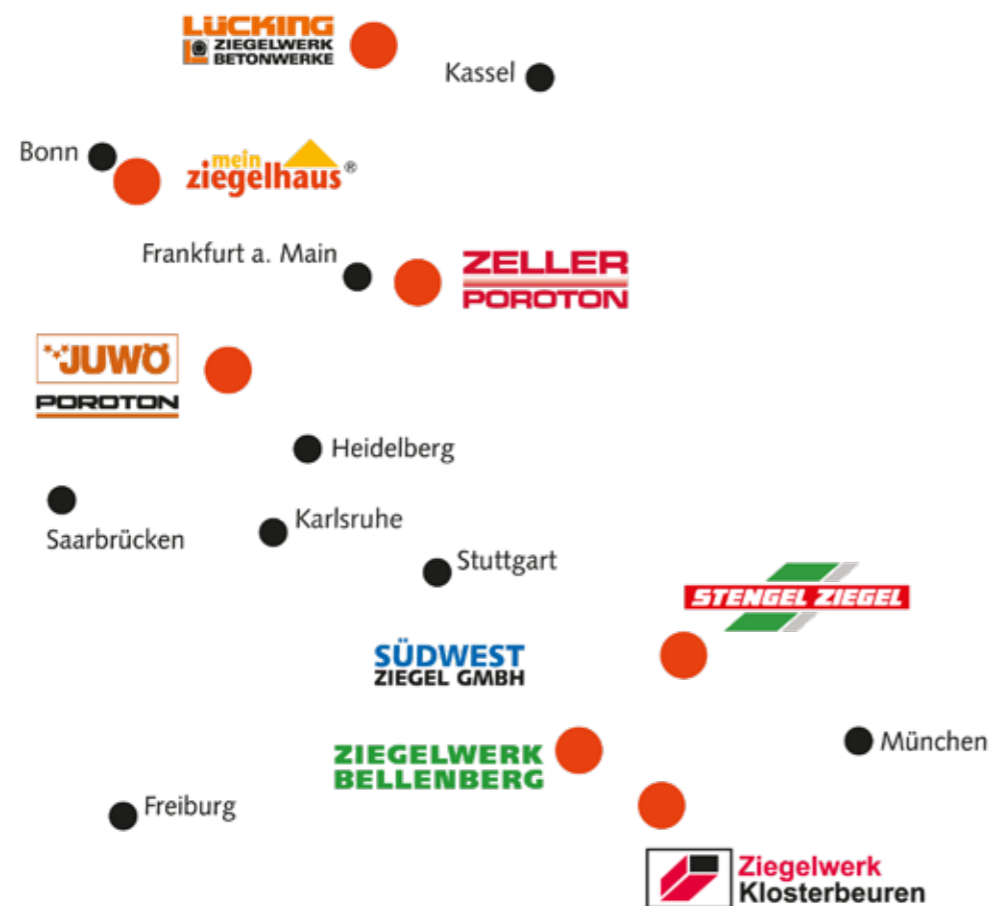 LÜCKING
ZIEGELWERK
BETONWERKE
Kassel
Bonn
mein
ziegelhaus®
Frankfurt a. Main
ZELLER
POROTON
JUWÖ
POROTON
Heidelberg
Saarbrücken
Karlsruhe
Stuttgart
STENGEL ZIEGEL
SÜDWEST
ZIEGEL GMBH
ZIEGELWERK
BELLENBERG
München
Freiburg
Ziegelwerk
Klosterbeuren